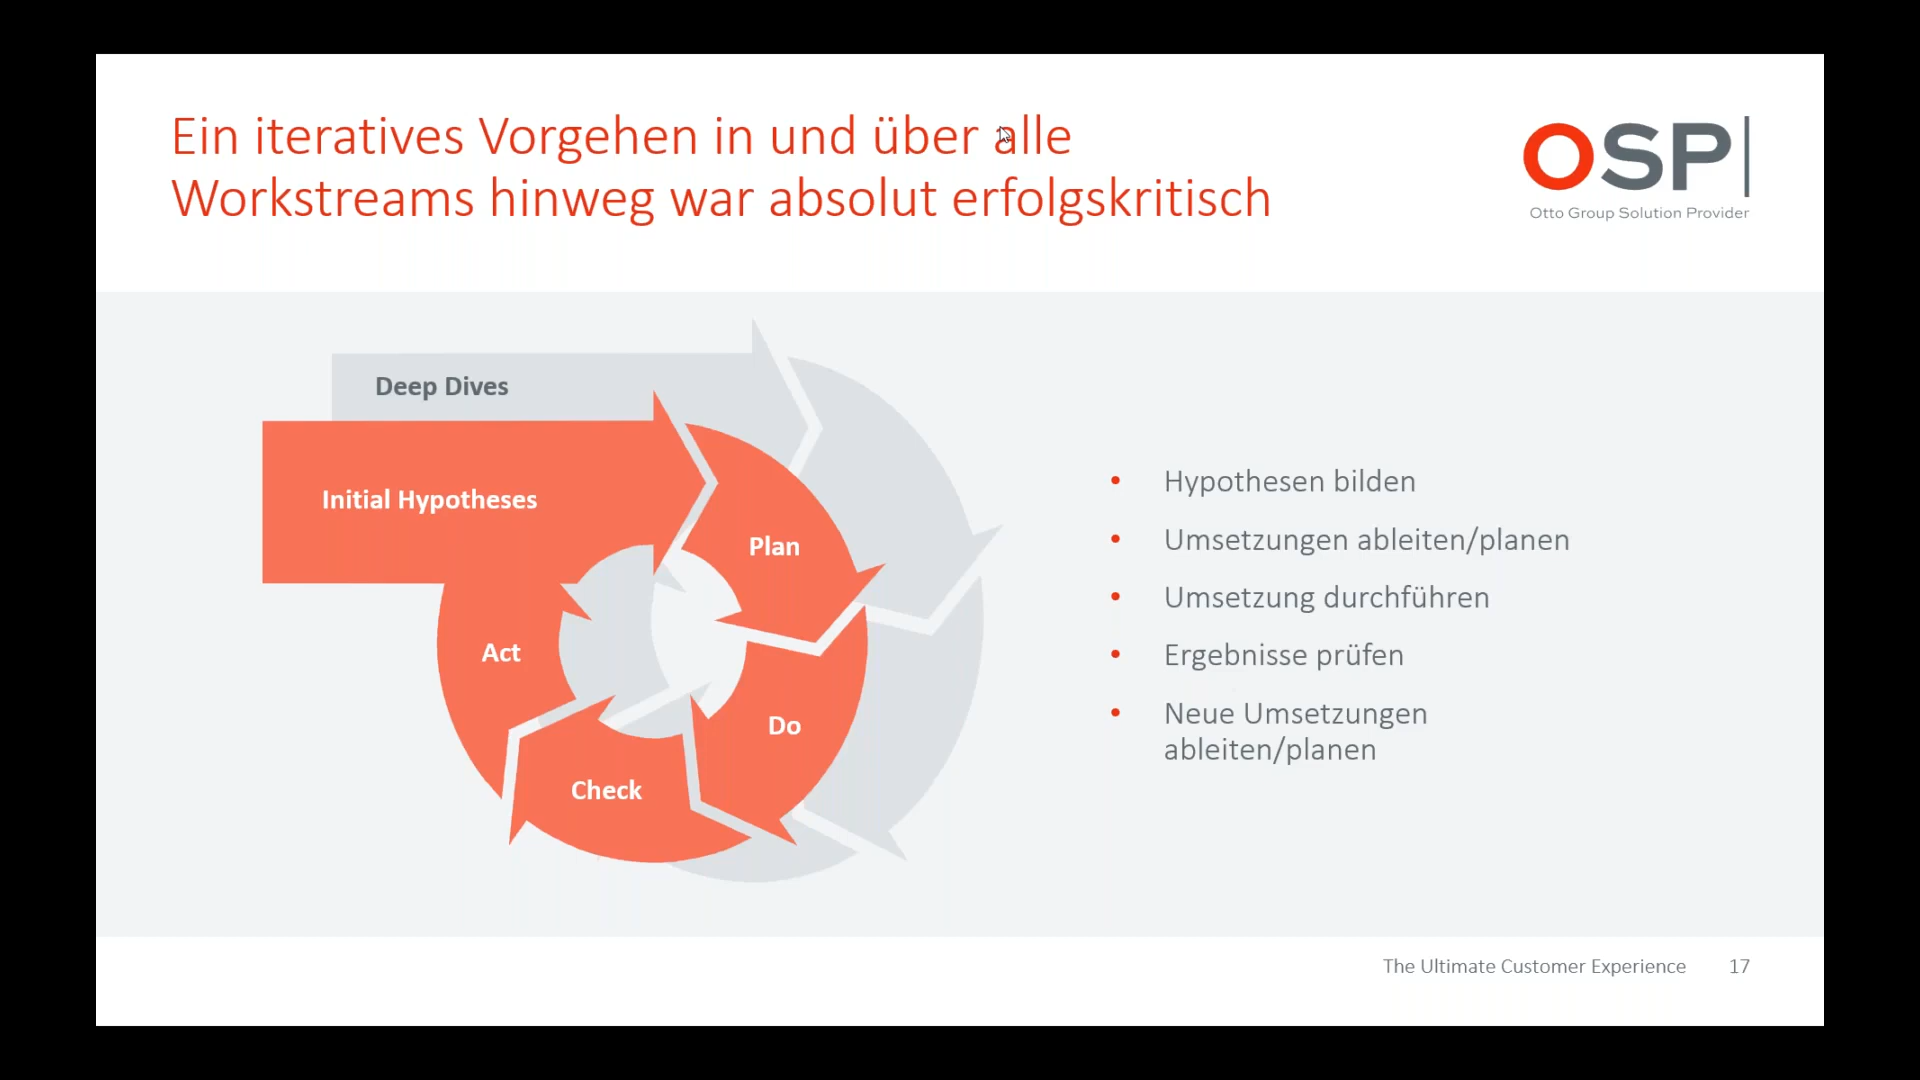 Ein iteratives Vorgehen in und über alle
Workstreams hinweg war absolut erfolgskritisch
OSP
Otto Group Solution Provider
Deep Dives
Initial Hypotheses
Plan
Do
Check
Act
• Hypothesen bilden
• Umsetzungen ableiten/planen
• Umsetzung durchführen
• Ergebnisse prüfen
• Neue Umsetzungen
ableiten/planen
The Ultimate Customer Experience 17